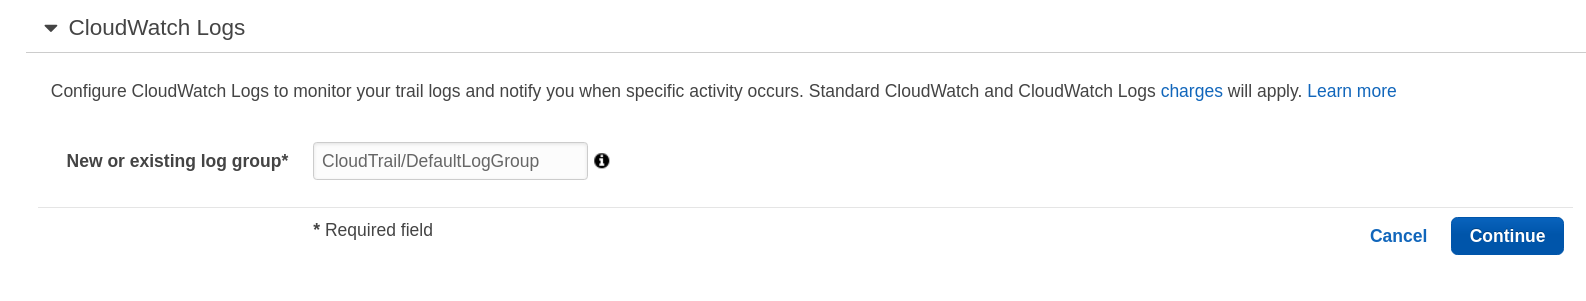 CloudWatch Logs
Configure CloudWatch Logs to monitor your trail logs and notify you when specific activity occurs. Standard CloudWatch and CloudWatch Logs charges will apply. Learn more
New or existing log group* CloudTrail/DefaultLogGroup
* Required field
Cancel Continue